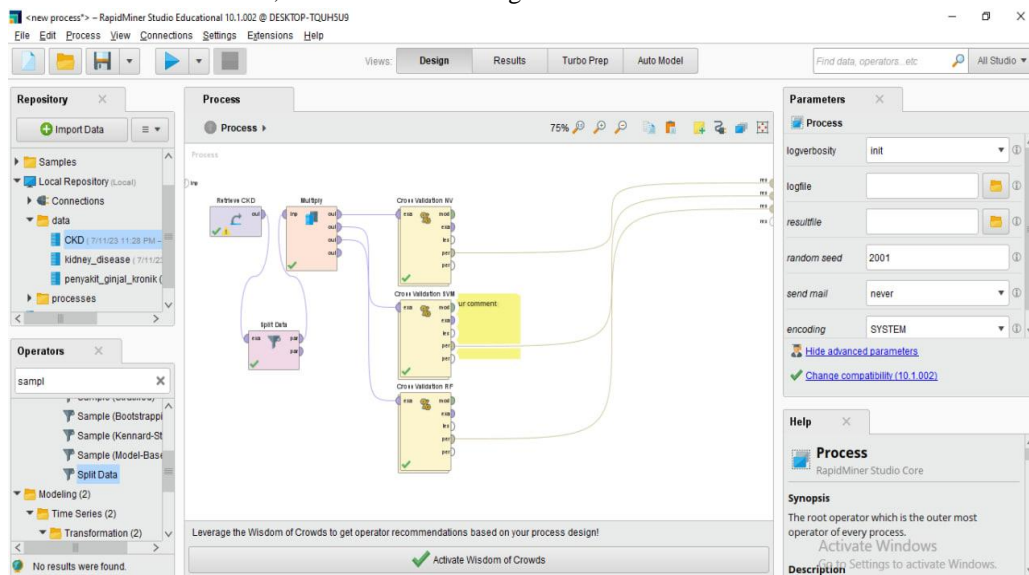 <new process*> – RapidMiner Studio Educational 10.1.002 @ DESKTOP-TQUH5U9
File Edit Process View Connections Settings Extensions Help
Views: Design Results Turbo Prep Auto Model
Find data, operators...etc
All Studio
Repository
Import Data
Samples
Local Repository (Local)
Connections
data
CKD ( 7/11/23 11:28 PM –
kidney_disease ( 7/11/2
penyakit_ginjal_kronik (
processes
Operators
sampl
Sample (Bootstrappi
Sample (Kennard-St
Sample (Model-Base
Split Data
Modeling (2)
Time Series (2)
Transformation (2)
No results were found.
Process
Process
75%
Process
inp
res
res
res
res
Retrieve CKD
out
Multiply
inp
out
out
out
out
Split Data
exa
par
par
Cross Validation NV
exa
mod
exa
tes
per
per
Cross Validation SVM
exa
mod
exa
tes
per
per
ur comment.
Cross Validation RF
exa
mod
exa
tes
per
per
Leverage the Wisdom of Crowds to get operator recommendations based on your process design!
Activate Wisdom of Crowds
Parameters
Process
logverbosity init
logfile
resultfile
random seed 2001
send mail never
encoding SYSTEM
Hide advanced parameters
Change compatibility (10.1.002)
Help
Process
RapidMiner Studio Core
Synopsis
The root operator which is the outer most
operator of every process.
Activate Windows
Go to Settings to activate Windows.
Description